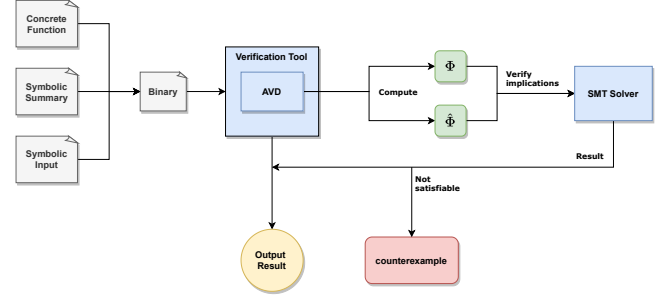 Concrete
Function
Symbolic
Summary
Symbolic
Input
Binary
Verification Tool
AVD
Compute
Φ
Φ̂
Verify
implications
SMT Solver
Result
Not
satisfiable
Output
Result
counterexample